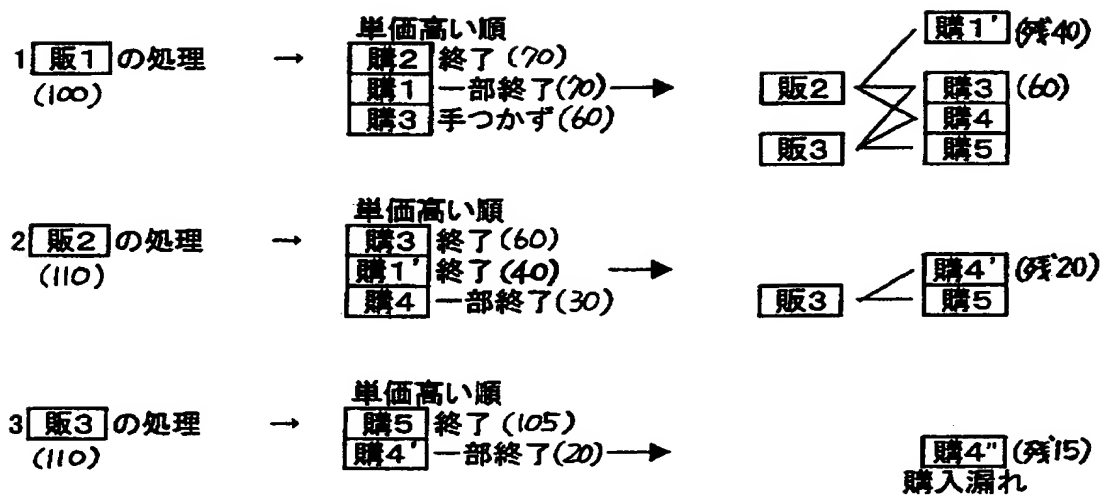 1 販1 の処理 → 単価高い順
(100)
購2 終了(70)
購1 一部終了(70)
購3 手つかず(60)
販2
販3
購1' (残40)
購3 (60)
購4
購5
2 販2 の処理 → 単価高い順
(110)
購3 終了(60)
購1' 終了(40)
購4 一部終了(30)
販3
購4' (残20)
購5
3 販3 の処理 → 単価高い順
(110)
購5 終了(105)
購4' 一部終了(20)
購4" (残15)
購入漏れ